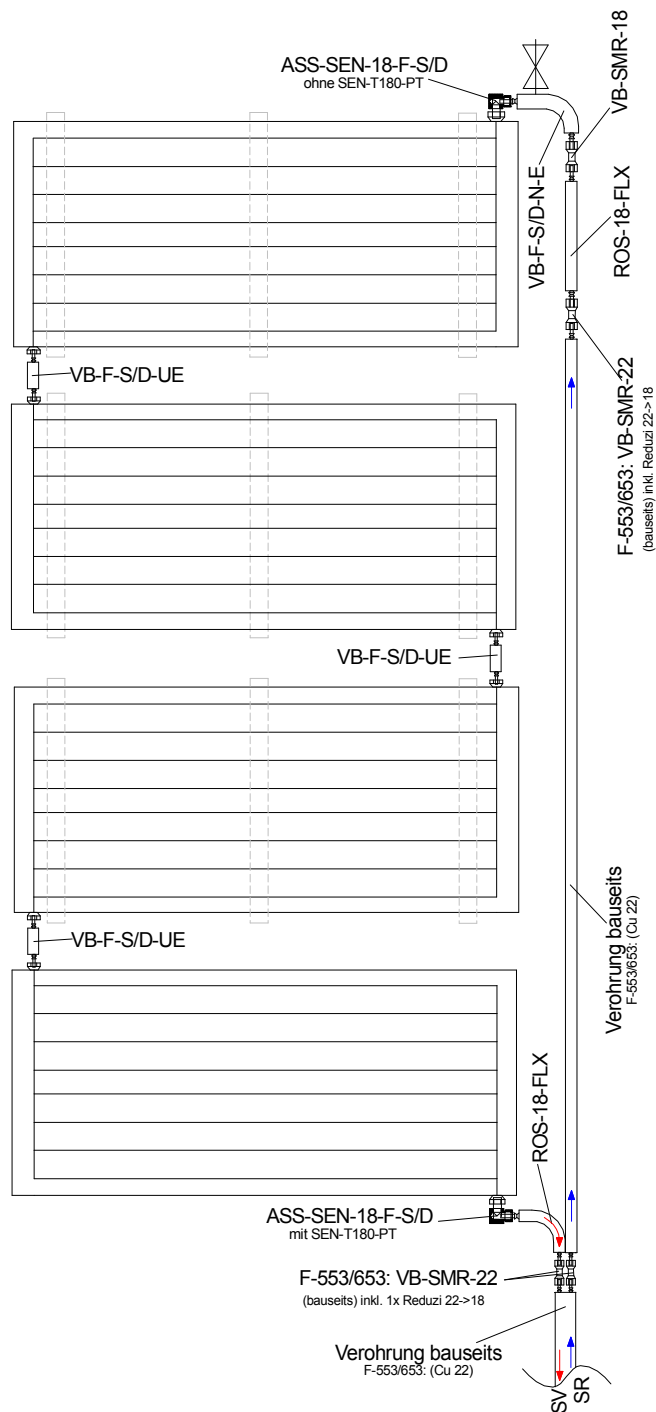 ASS-SEN-18-F-S/D
ohne SEN-T180-PT
VB-SMR-18
VB-F-S/D-N-E
ROS-18-FLX
VB-F-S/D-UE
F-553/653: VB-SMR-22
(bauseits) inkl. Reduzi 22->18
VB-F-S/D-UE
VB-F-S/D-UE
Verohrung bauseits
F-553/653: (Cu 22)
ROS-18-FLX
ASS-SEN-18-F-S/D
mit SEN-T180-PT
F-553/653: VB-SMR-22
(bauseits) inkl. 1x Reduzi 22->18
Verohrung bauseits
F-553/653: (Cu 22)
SV
SR